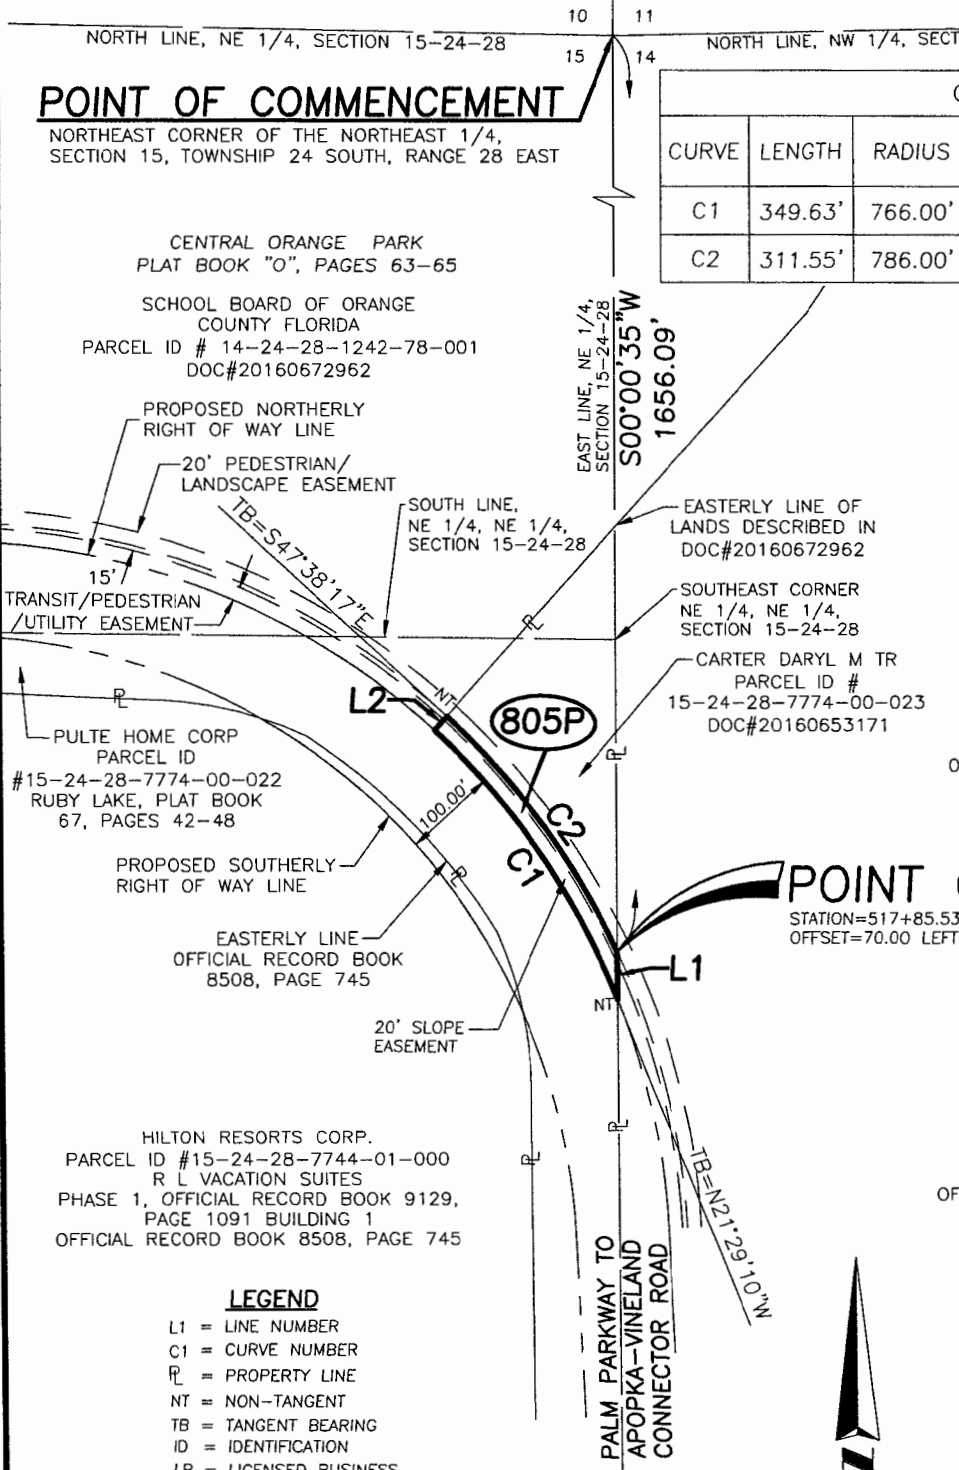 10
11
NORTH LINE, NE 1/4, SECTION 15-24-28
15
14
NORTH LINE, NW 1/4, SECT
POINT OF COMMENCEMENT
NORTHEAST CORNER OF THE NORTHEAST 1/4,
SECTION 15, TOWNSHIP 24 SOUTH, RANGE 28 EAST
CURVE LENGTH RADIUS
C1 349.63' 766.00'
C2 311.55' 786.00'
CENTRAL ORANGE PARK
PLAT BOOK "O", PAGES 63-65
SCHOOL BOARD OF ORANGE
COUNTY FLORIDA
PARCEL ID # 14-24-28-1242-78-001
DOC#20160672962
EAST LINE, NE 1/4,
SECTION 15-24-28
S00°00'35"W
1656.09'
PROPOSED NORTHERLY
RIGHT OF WAY LINE
20' PEDESTRIAN/
LANDSCAPE EASEMENT
TB=S47°38'17"E
SOUTH LINE,
NE 1/4, NE 1/4,
SECTION 15-24-28
EASTERLY LINE OF
LANDS DESCRIBED IN
DOC#20160672962
15'
TRANSIT/PEDESTRIAN
/UTILITY EASEMENT
SOUTHEAST CORNER
NE 1/4, NE 1/4,
SECTION 15-24-28
PL
CARTER DARYL M TR
PARCEL ID #
15-24-28-7774-00-023
DOC#20160653171
NT
L2
805P
PL
PL
PULTE HOME CORP
PARCEL ID
#15-24-28-7774-00-022
RUBY LAKE, PLAT BOOK
67, PAGES 42-48
100.00'
C2
C1
PROPOSED SOUTHERLY
RIGHT OF WAY LINE
PL
POINT
STATION=517+85.53
OFFSET=70.00 LEFT
EASTERLY LINE
OFFICIAL RECORD BOOK
8508, PAGE 745
L1
NT
20' SLOPE
EASEMENT
HILTON RESORTS CORP.
PARCEL ID #15-24-28-7744-01-000
R L VACATION SUITES
PHASE 1, OFFICIAL RECORD BOOK 9129,
PAGE 1091 BUILDING 1
OFFICIAL RECORD BOOK 8508, PAGE 745
PL
PL
TB=N21°29'10"W
OF
PALM PARKWAY TO
APOPKA-VINELAND
CONNECTOR ROAD
LEGEND
L1 = LINE NUMBER
C1 = CURVE NUMBER
PL = PROPERTY LINE
NT = NON-TANGENT
TB = TANGENT BEARING
ID = IDENTIFICATION
LB = LICENSED BUSINESS